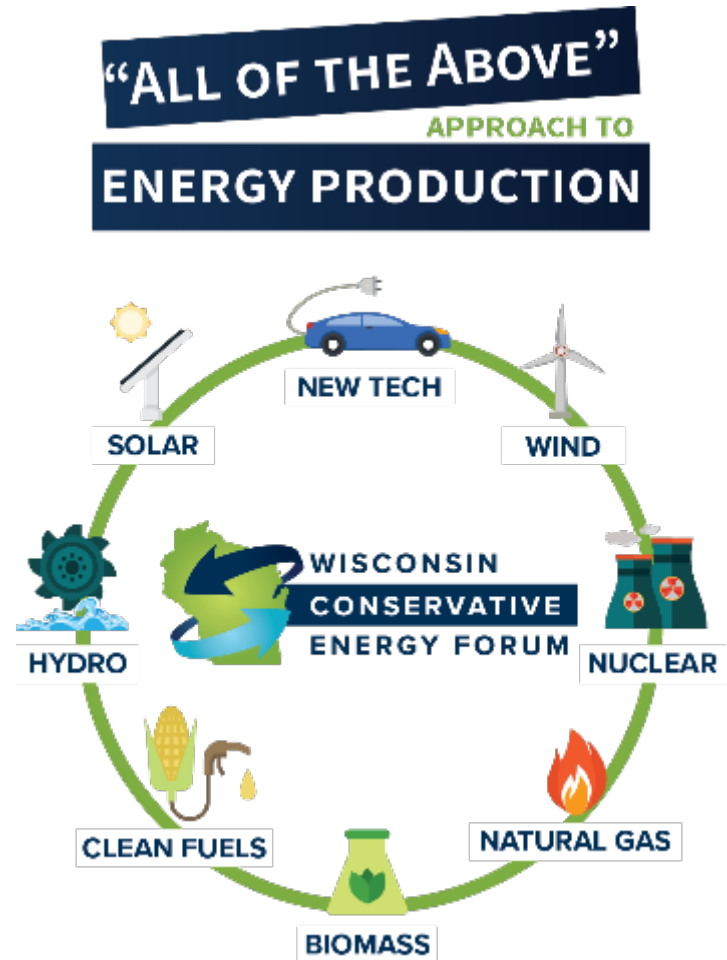 “ALL OF THE ABOVE”
APPROACH TO
ENERGY PRODUCTION
NEW TECH
SOLAR
WIND
WISCONSIN
CONSERVATIVE
ENERGY FORUM
HYDRO
NUCLEAR
CLEAN FUELS
NATURAL GAS
BIOMASS